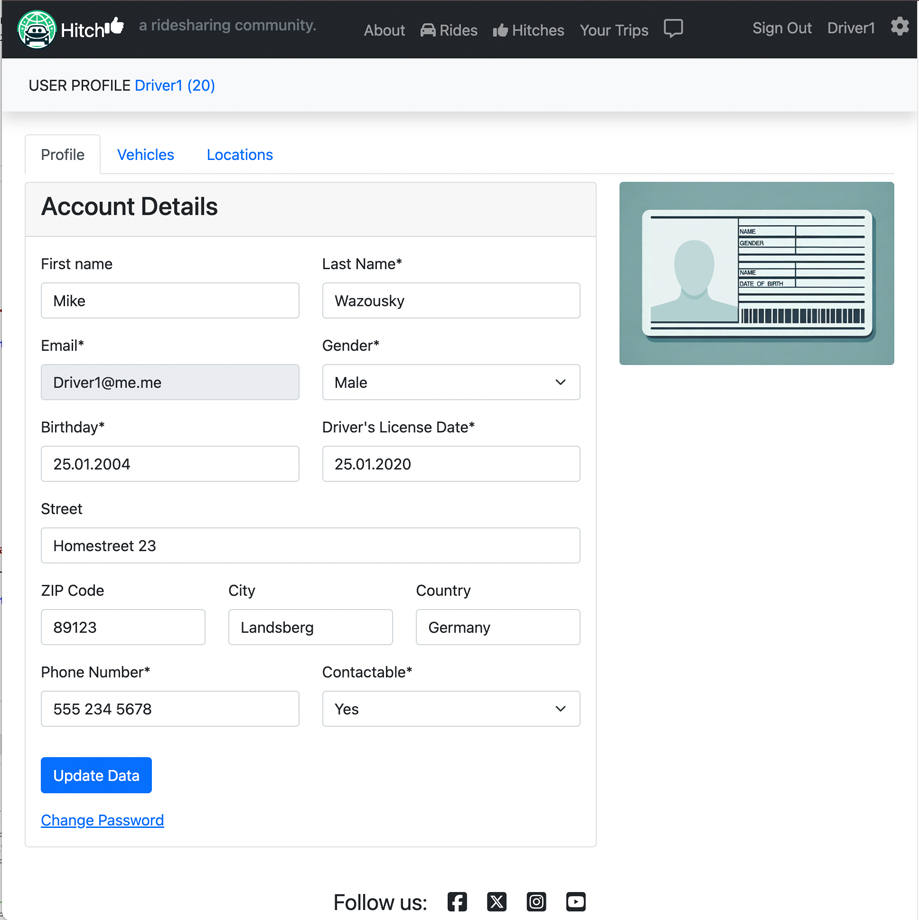 Hitch a ridesharing community. About Rides Hitches Your Trips Sign Out Driver1
USER PROFILE Driver1 (20)
Profile Vehicles Locations
Account Details
First name Last Name*
Mike Wazousky
Email* Gender*
Driver1@me.me Male
Birthday* Driver's License Date*
25.01.2004 25.01.2020
Street
Homestreet 23
ZIP Code City Country
89123 Landsberg Germany
Phone Number* Contactable*
555 234 5678 Yes
Update Data
Change Password
NAME
GENDER
NAME
DATE OF BIRTH
Follow us: